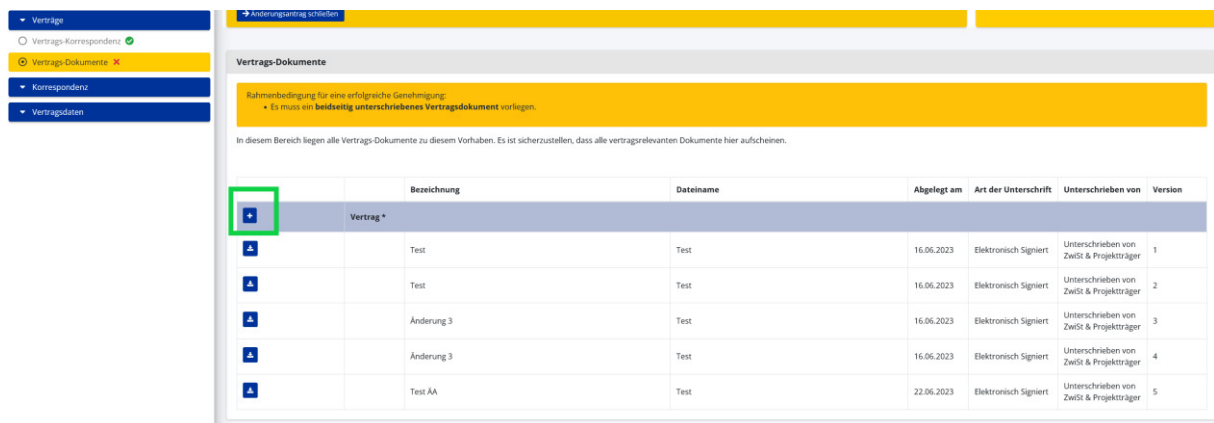 Verträge
Vertrags-Korrespondenz
Vertrags-Dokumente
Korrespondenz
Vertragsdaten
Änderungsantrag schließen
Vertrags-Dokumente
Rahmenbedingung für eine erfolgreiche Genehmigung:
• Es muss ein beidseitig unterschriebenes Vertragsdokument vorliegen.
In diesem Bereich liegen alle Vertrags-Dokumente zu diesem Vorhaben. Es ist sicherzustellen, dass alle vertragsrelevanten Dokumente hier aufscheinen.
Bezeichnung Dateiname Abgelegt am Art der Unterschrift Unterschrieben von Version
Vertrag *
Test Test 16.06.2023 Elektronisch Signiert Unterschrieben von ZwiSt & Projektträger 1
Test Test 16.06.2023 Elektronisch Signiert Unterschrieben von ZwiSt & Projektträger 2
Änderung 3 Test 16.06.2023 Elektronisch Signiert Unterschrieben von ZwiSt & Projektträger 3
Änderung 3 Test 16.06.2023 Elektronisch Signiert Unterschrieben von ZwiSt & Projektträger 4
Test ÄA Test 22.06.2023 Elektronisch Signiert Unterschrieben von ZwiSt & Projektträger 5